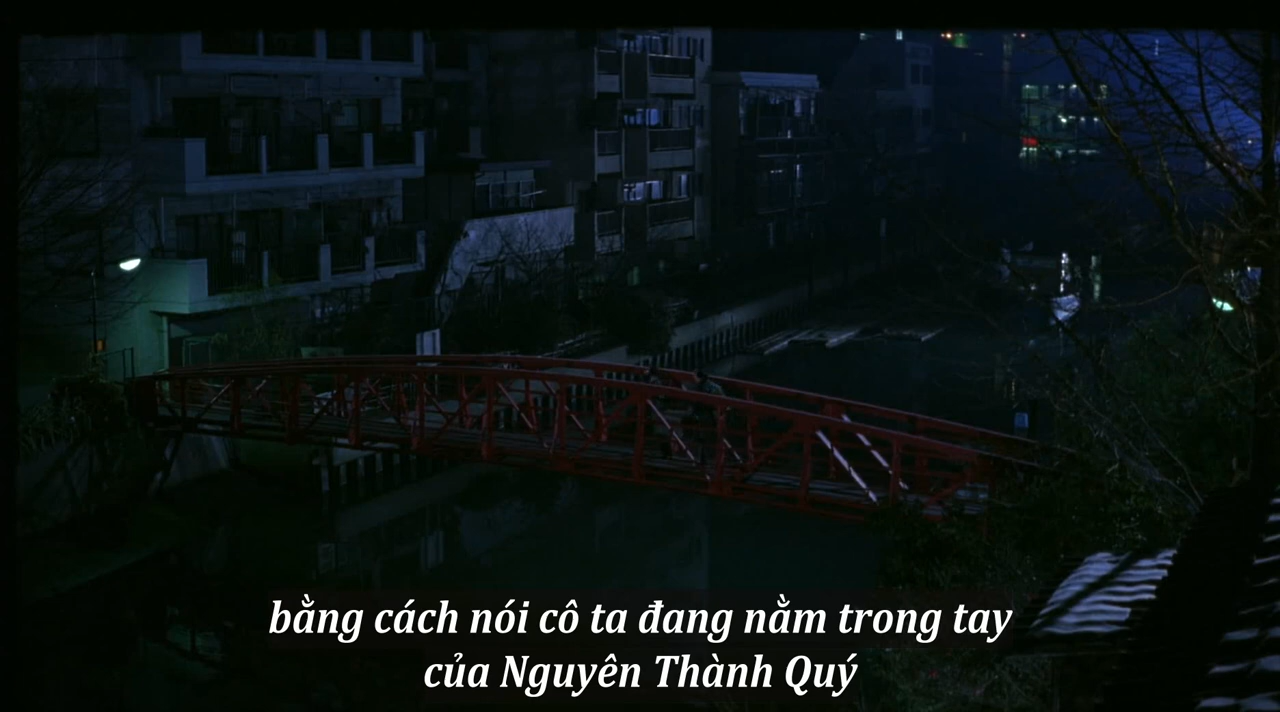 bằng cách nói cô ta đang nằm trong tay
của Nguyên Thành Quý